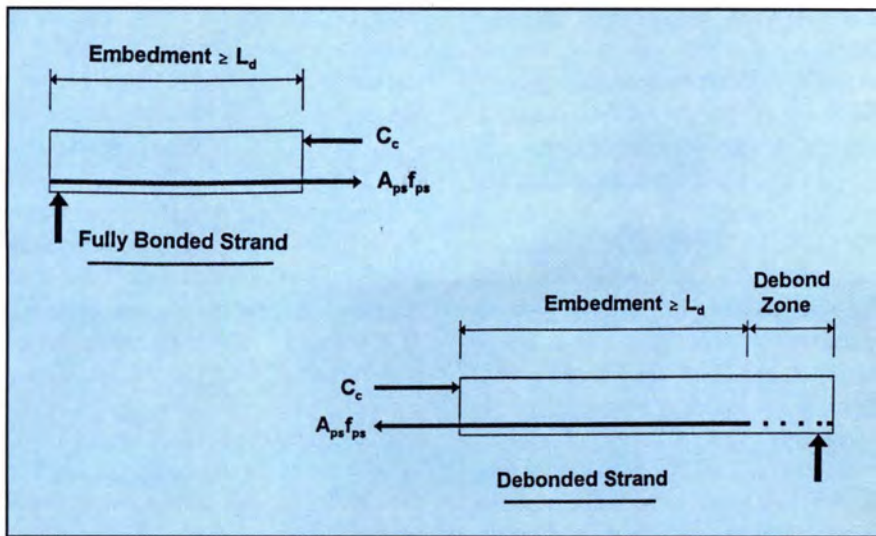 Embedment ≥ L_d
C_c
A_ps f_ps
Fully Bonded Strand
Debond
Zone
Embedment ≥ L_d
C_c
A_ps f_ps
Debonded Strand